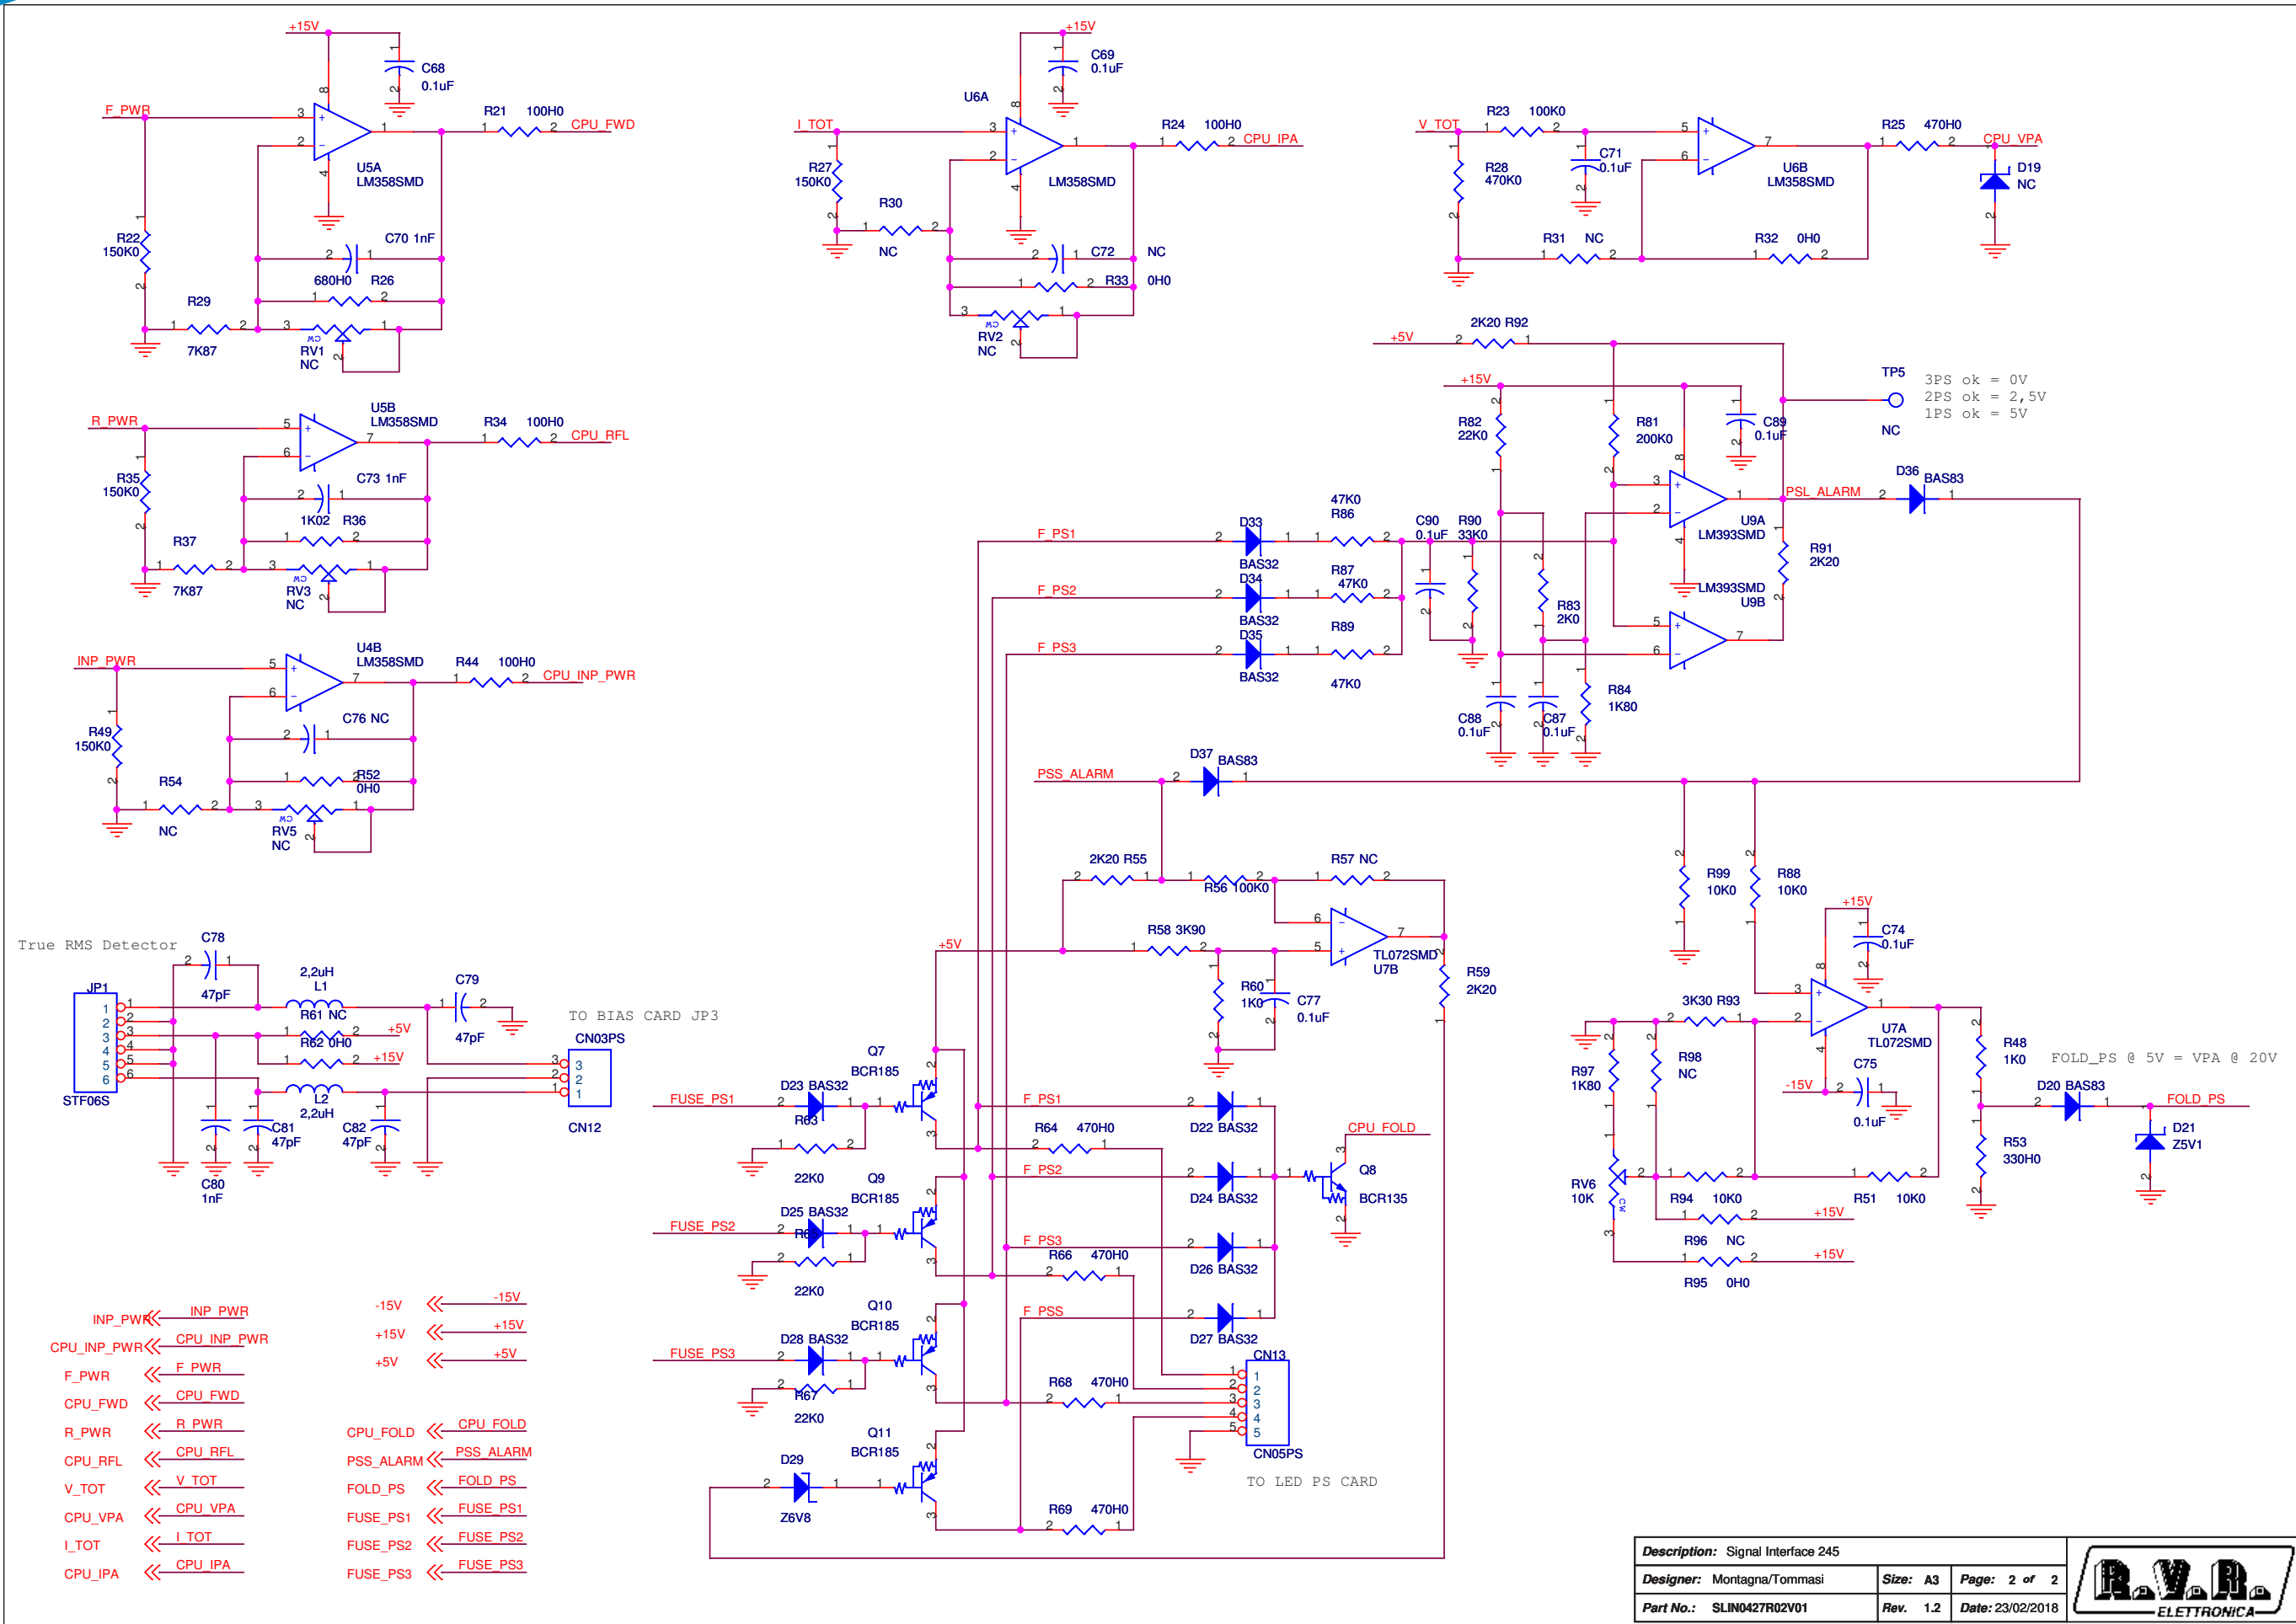 +15V
C68
0.1uF
F_PWR
U5A
LM358SMD
R21 100H0
CPU_FWD
R22
150K0
C70 1nF
680H0 R26
R29
7K87
CW
RV1
NC
+15V
C69
0.1uF
U6A
I_TOT
R27
150K0
LM358SMD
R24 100H0
CPU_IPA
R30
NC
C72 NC
R33 0H0
CW
RV2
NC
V_TOT
R23 100K0
R28
470K0
C71
0.1uF
U6B
LM358SMD
R25 470H0
CPU_VPA
D19
NC
R31 NC
R32 0H0
R_PWR
U5B
LM358SMD
R34 100H0
CPU_RFL
R35
150K0
C73 1nF
1K02 R36
R37
7K87
CW
RV3
NC
INP_PWR
U4B
LM358SMD
R44 100H0
CPU_INP_PWR
R49
150K0
C76 NC
R52
0H0
R54
NC
CW
RV5
NC
2K20 R92
+5V
+15V
R82
22K0
R81
200K0
C89
0.1uF
TP5
NC
3PS ok = 0V
2PS ok = 2,5V
1PS ok = 5V
PSL_ALARM
D36
BAS83
U9A
LM393SMD
R91
2K20
LM393SMD
U9B
F_PS1
D33
BAS32
47K0
R86
F_PS2
D34
BAS32
R87
47K0
F_PS3
D35
BAS32
R89
47K0
C90
0.1uF
R90
33K0
R83
2K0
R84
1K80
C88
0.1uF
C87
0.1uF
PSS_ALARM
D37
BAS83
2K20 R55
R56 100K0
R57 NC
+5V
R58 3K90
TL072SMD
U7B
R59
2K20
R60
1K0
C77
0.1uF
R99
10K0
R88
10K0
+15V
C74
0.1uF
3K30 R93
U7A
TL072SMD
-15V
C75
0.1uF
R97
1K80
R98
NC
R48
1K0
FOLD_PS @ 5V = VPA @ 20V
D20 BAS83
FOLD_PS
D21
Z5V1
R53
330H0
RV6
10K
CW
R94 10K0
R51 10K0
+15V
R96 NC
+15V
R95 0H0
True RMS Detector
JP1
STF06S
C78
47pF
2,2uH
L1
C79
47pF
R61 NC
+5V
R62 0H0
+15V
L2
2,2uH
C80
1nF
C81
47pF
C82
47pF
TO BIAS CARD JP3
CN03PS
CN12
FUSE_PS1
D23 BAS32
R63
22K0
Q7
BCR185
FUSE_PS2
D25 BAS32
22K0
Q9
BCR185
FUSE_PS3
D28 BAS32
R67
22K0
Q10
BCR185
D29
Z6V8
Q11
BCR185
F_PS1
D22 BAS32
R64 470H0
F_PS2
D24 BAS32
F_PS3
D26 BAS32
R66 470H0
F_PSS
D27 BAS32
CPU_FOLD
Q8
BCR135
R68 470H0
R69 470H0
CN13
CN05PS
TO LED PS CARD
INP_PWR INP_PWR
CPU_INP_PWR CPU_INP_PWR
F_PWR F_PWR
CPU_FWD CPU_FWD
R_PWR R_PWR
CPU_RFL CPU_RFL
V_TOT V_TOT
CPU_VPA CPU_VPA
I_TOT I_TOT
CPU_IPA CPU_IPA
-15V -15V
+15V +15V
+5V +5V
CPU_FOLD CPU_FOLD
PSS_ALARM PSS_ALARM
FOLD_PS FOLD_PS
FUSE_PS1 FUSE_PS1
FUSE_PS2 FUSE_PS2
FUSE_PS3 FUSE_PS3
Description: Signal Interface 245
Designer: Montagna/Tommasi Size: A3 Page: 2 of 2
Part No.: SLIN0427R02V01 Rev. 1.2 Date: 23/02/2018
R.V.R.
ELETTRONICA